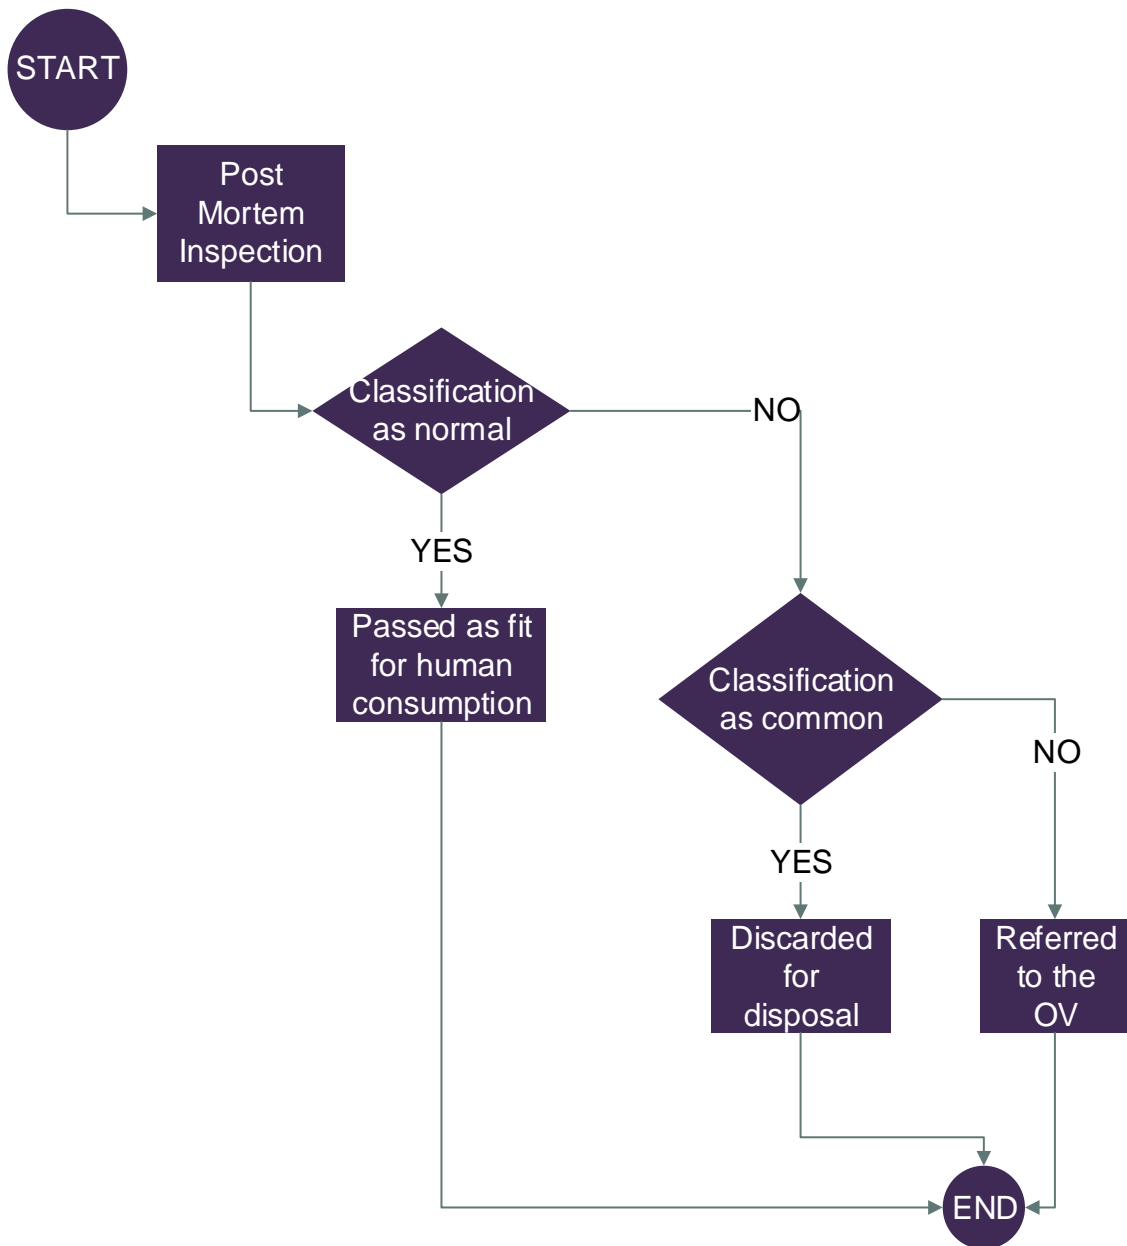 START
Post
Mortem
Inspection
Classification
as normal
NO
YES
Passed as fit
for human
consumption
Classification
as common
NO
YES
Discarded
for
disposal
Referred
to the
OV
END